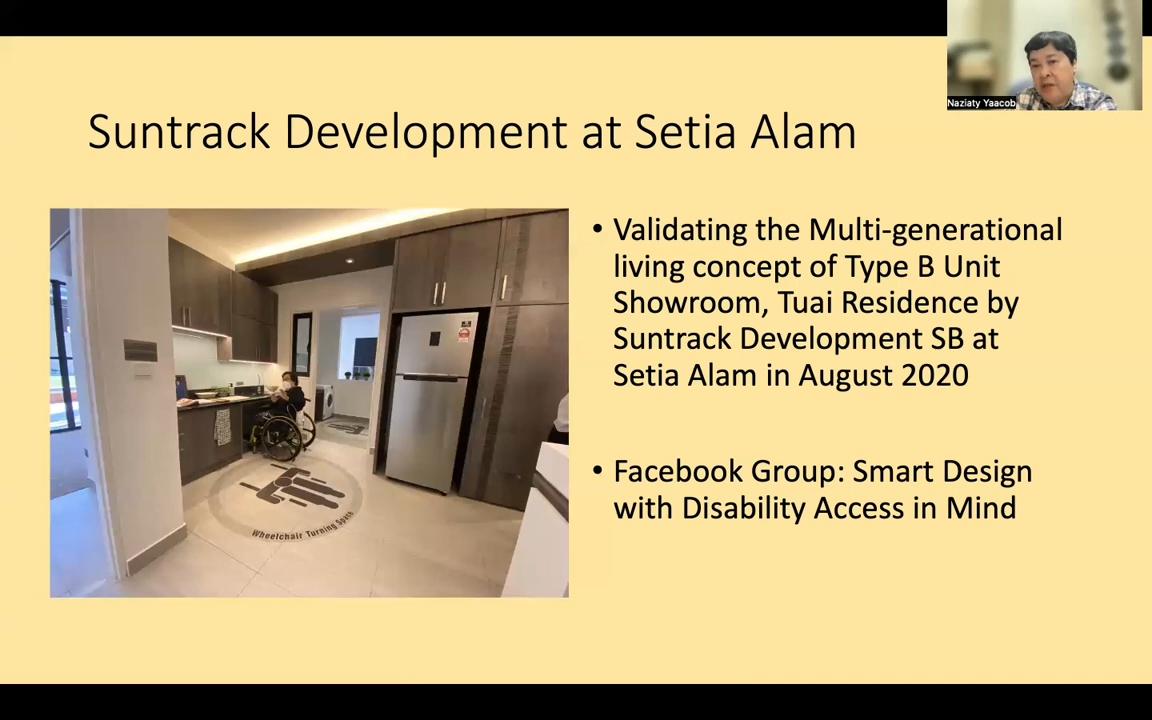 Naziaty Yaacob
Suntrack Development at Setia Alam
• Validating the Multi-generational
living concept of Type B Unit
Showroom, Tuai Residence by
Suntrack Development SB at
Setia Alam in August 2020
• Facebook Group: Smart Design
with Disability Access in Mind
Wheelchair Turning Space